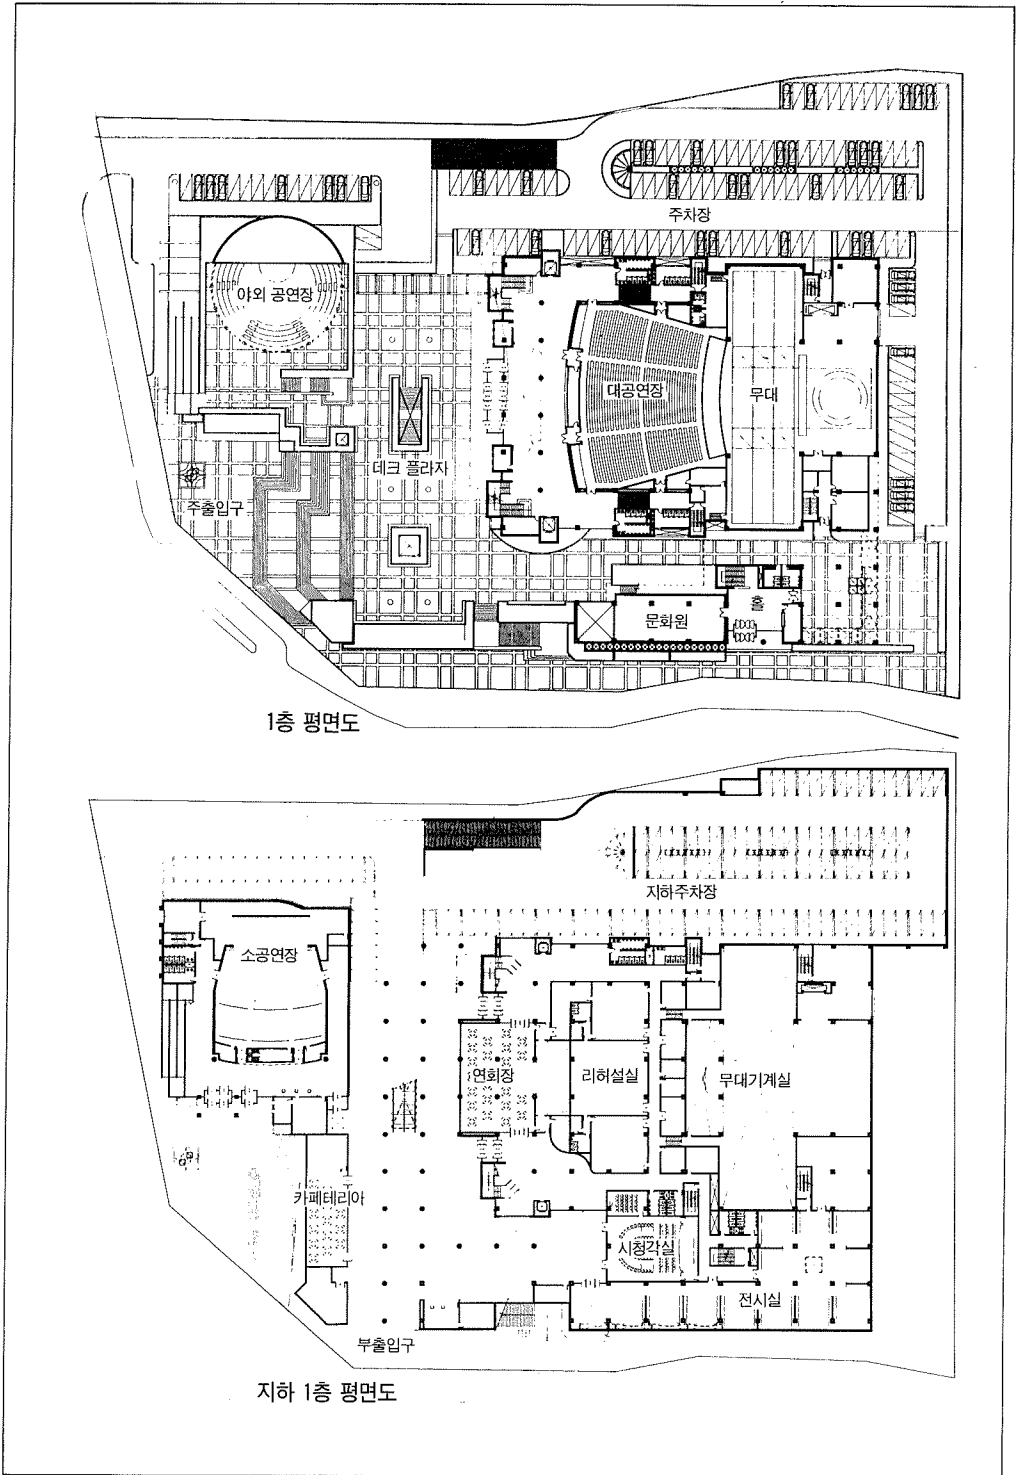 주차장
야외 공연장
대공연장
무대
데크 플라자
주출입구
홀
문화원
1층 평면도
지하주차장
소공연장
연회장
리허설실
무대기계실
카페테리아
시청각실
전시실
부출입구
지하 1층 평면도